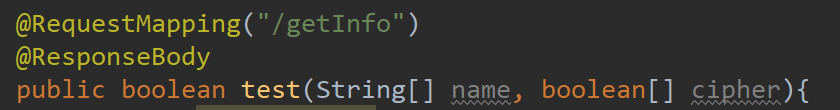 @RequestMapping("/getInfo")
@ResponseBody
public boolean test(String[] name, boolean[] cipher){